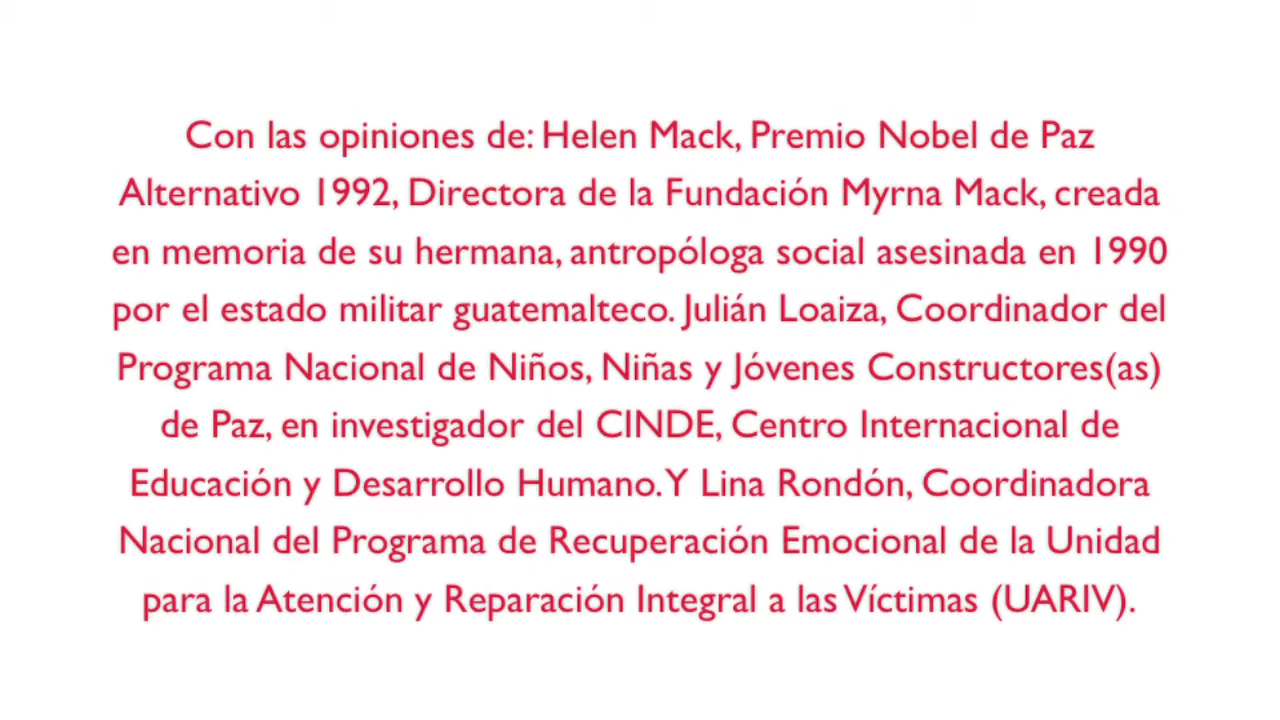 Con las opiniones de: Helen Mack, Premio Nobel de Paz
Alternativo 1992, Directora de la Fundación Myrna Mack, creada
en memoria de su hermana, antropóloga social asesinada en 1990
por el estado militar guatemalteco. Julián Loaiza, Coordinador del
Programa Nacional de Niños, Niñas y Jóvenes Constructores(as)
de Paz, en investigador del CINDE, Centro Internacional de
Educación y Desarrollo Humano. Y Lina Rondón, Coordinadora
Nacional del Programa de Recuperación Emocional de la Unidad
para la Atención y Reparación Integral a las Víctimas (UARIV).